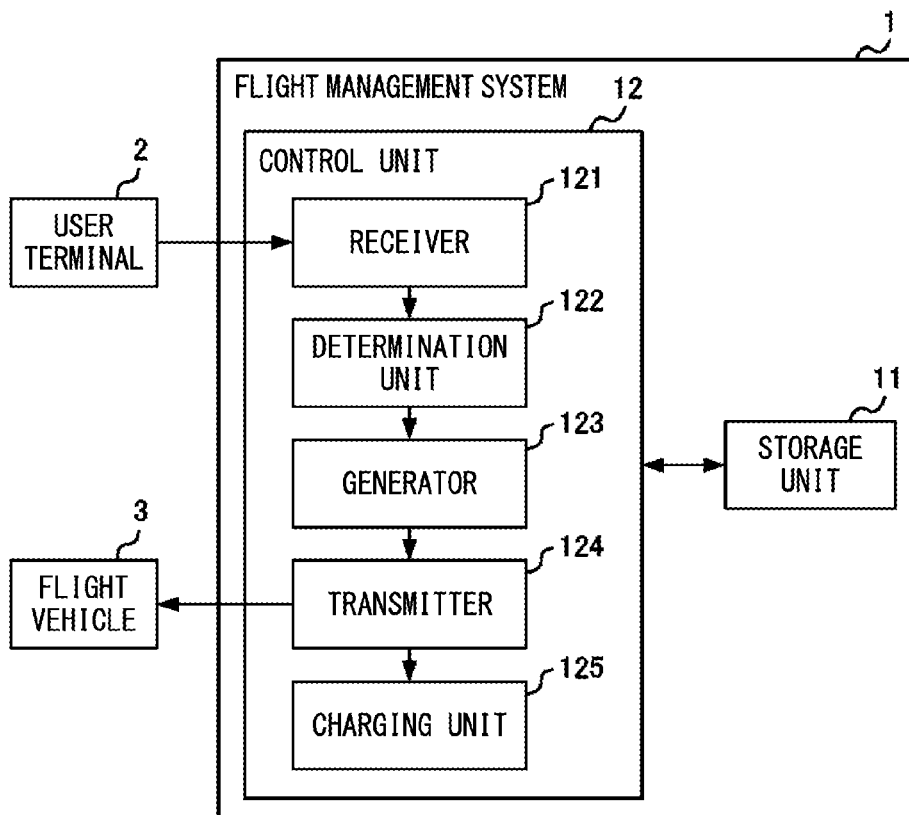 1
FLIGHT MANAGEMENT SYSTEM
12
CONTROL UNIT
2
USER
TERMINAL
121
RECEIVER
122
DETERMINATION
UNIT
11
STORAGE
UNIT
123
GENERATOR
3
FLIGHT
VEHICLE
124
TRANSMITTER
125
CHARGING UNIT